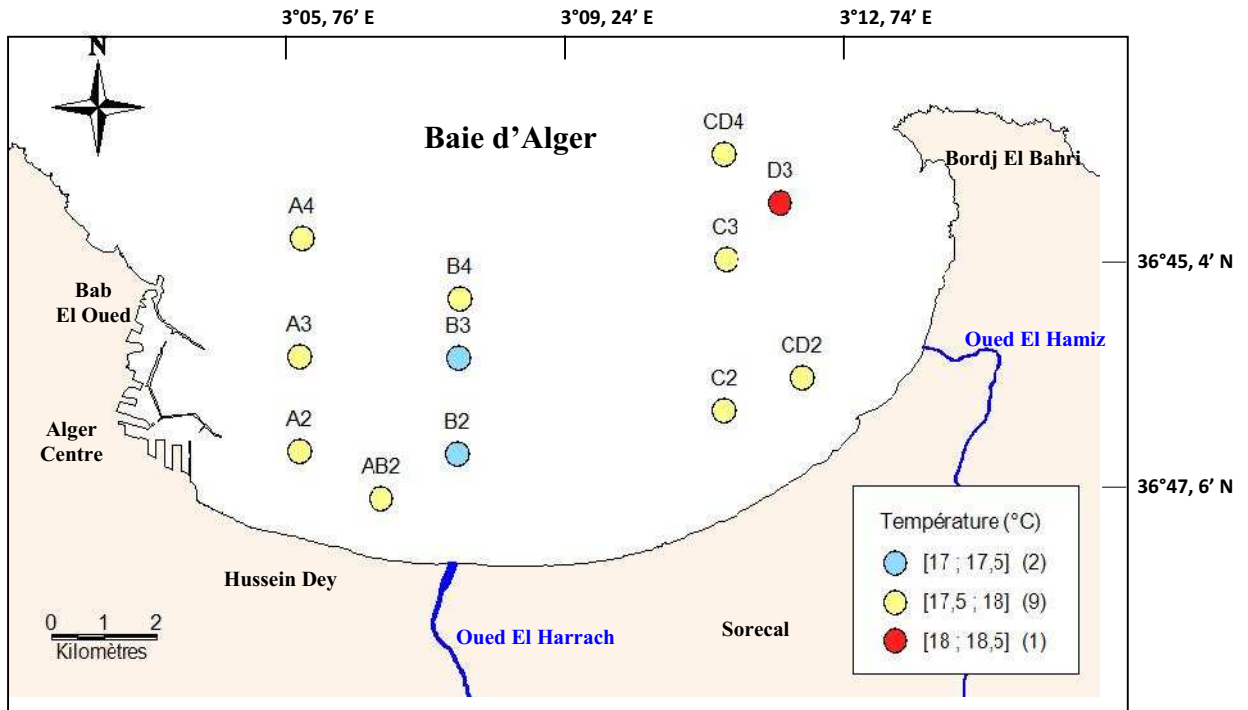 3°05, 76’ E
3°09, 24’ E
3°12, 74’ E
N
Baie d’Alger
CD4
Bordj El Bahri
D3
A4
C3
B4
36°45, 4’ N
Bab
El Oued
A3
B3
Oued El Hamiz
CD2
C2
Alger
Centre
A2
B2
AB2
36°47, 6’ N
Température (°C)
[17 ; 17,5] (2)
[17,5 ; 18] (9)
[18 ; 18,5] (1)
Hussein Dey
0 1 2
Kilomètres
Oued El Harrach
Sorecal